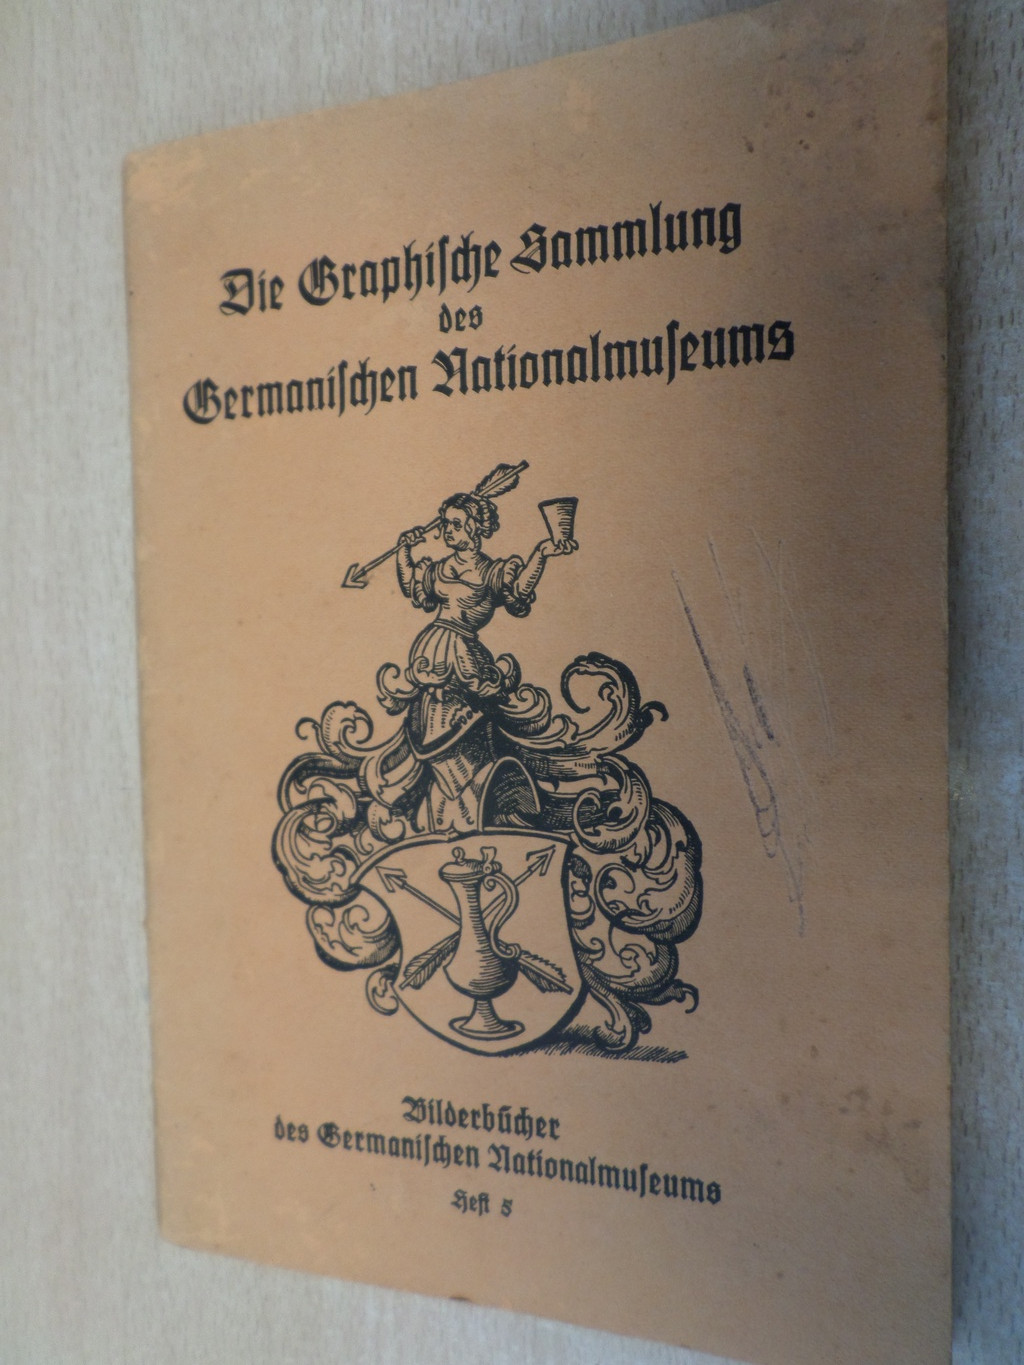 Die Graphiſche Sammlung
des
Germaniſchen Nationalmuſeums
Bilderbücher
des Germaniſchen Nationalmuſeums
Heft 5